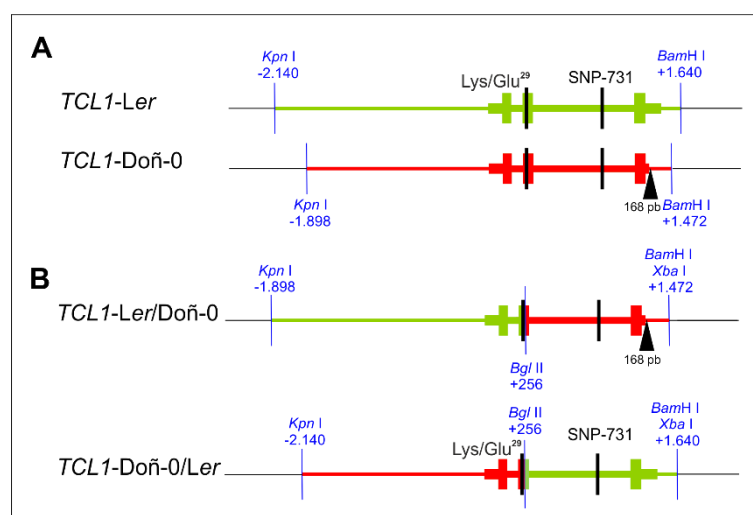 A
Kpn I
-2.140
Lys/Glu29
SNP-731
BamH I
+1.640
TCL1-Ler
TCL1-Doñ-0
Kpn I
-1.898
168 pb
BamH I
+1.472
B
Kpn I
-1.898
BamH I
Xba I
+1.472
TCL1-Ler/Doñ-0
Bgl II
+256
168 pb
Kpn I
-2.140
Bgl II
+256
Lys/Glu29
SNP-731
BamH I
Xba I
+1.640
TCL1-Doñ-0/Ler